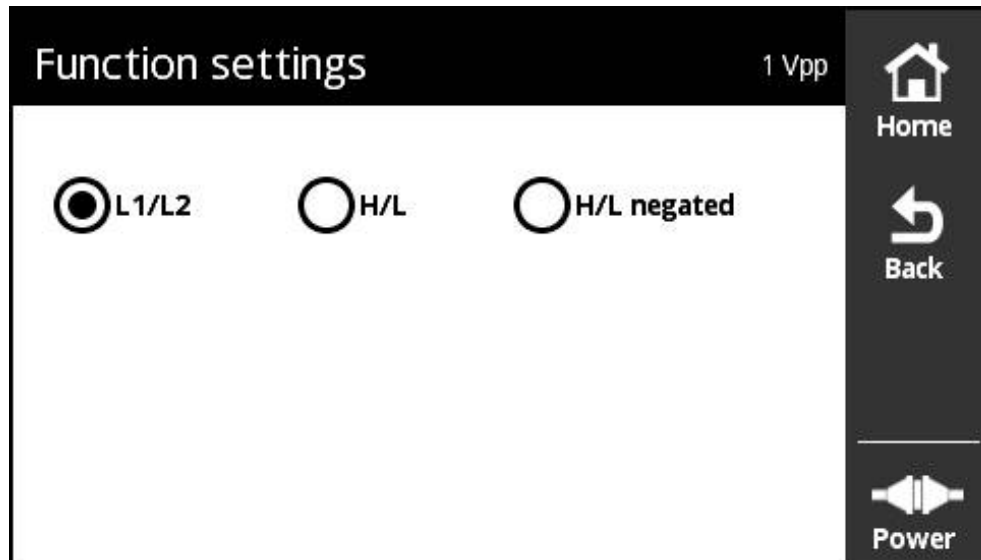 Function settings
1 Vpp
Home
L1/L2
H/L
H/L negated
Back
Power